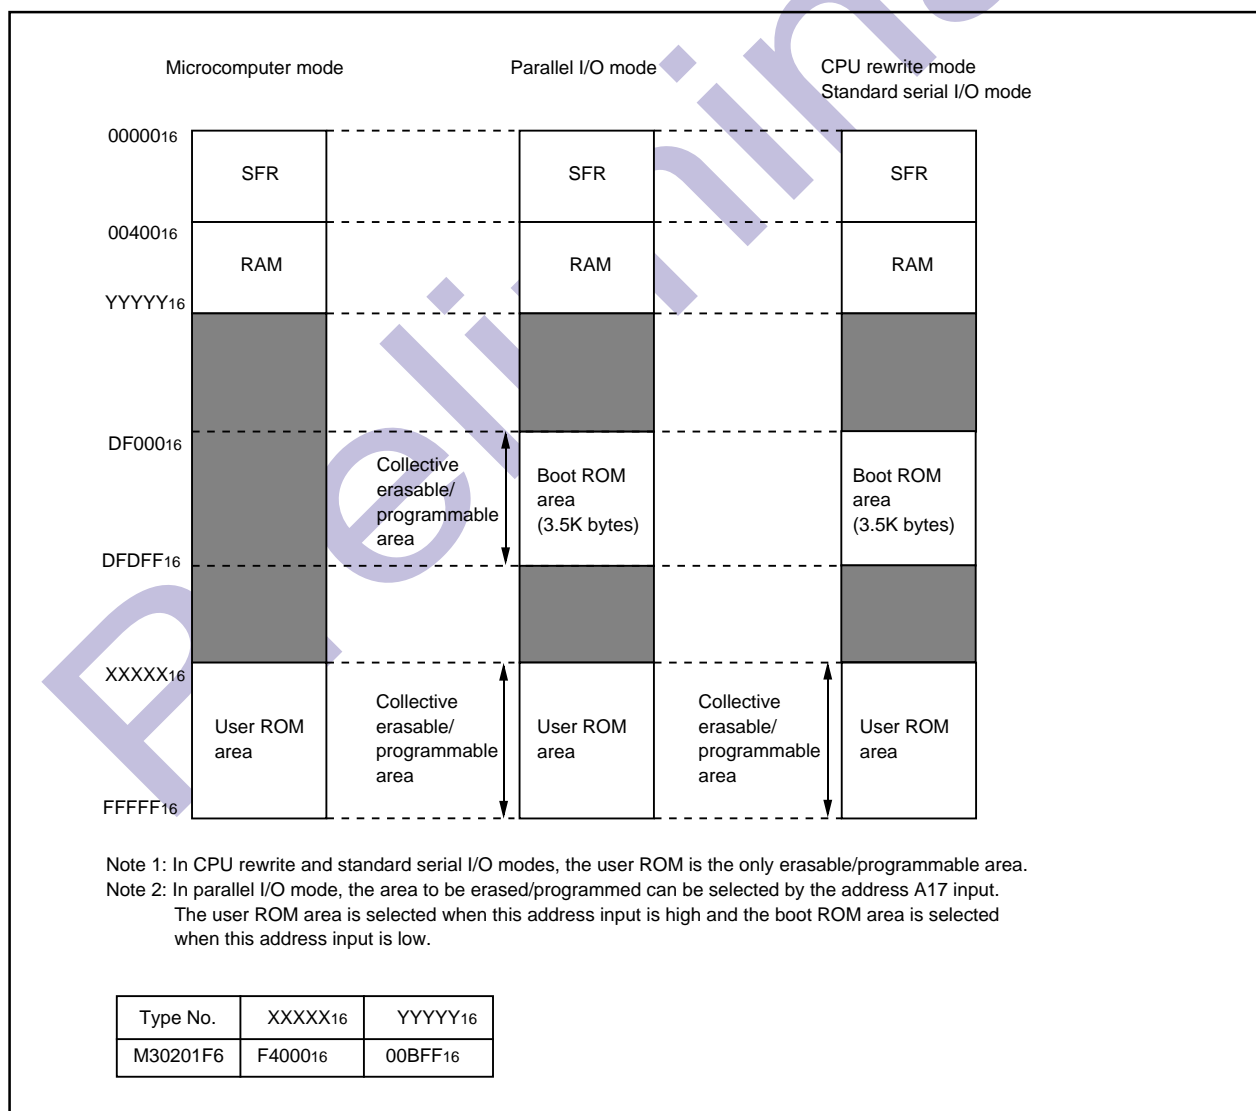 Microcomputer mode
Parallel I/O mode
CPU rewrite mode
Standard serial I/O mode
0000016
SFR
SFR
SFR
0040016
RAM
RAM
RAM
YYYYY16
DF00016
Collective
erasable/
programmable
area
Boot ROM
area
(3.5K bytes)
Boot ROM
area
(3.5K bytes)
DFDFF16
XXXXX16
User ROM
area
Collective
erasable/
programmable
area
User ROM
area
Collective
erasable/
programmable
area
User ROM
area
FFFFF16
Note 1: In CPU rewrite and standard serial I/O modes, the user ROM is the only erasable/programmable area.
Note 2: In parallel I/O mode, the area to be erased/programmed can be selected by the address A17 input.
The user ROM area is selected when this address input is high and the boot ROM area is selected
when this address input is low.
Type No. XXXXX16 YYYYY16
M30201F6 F400016 00BFF16